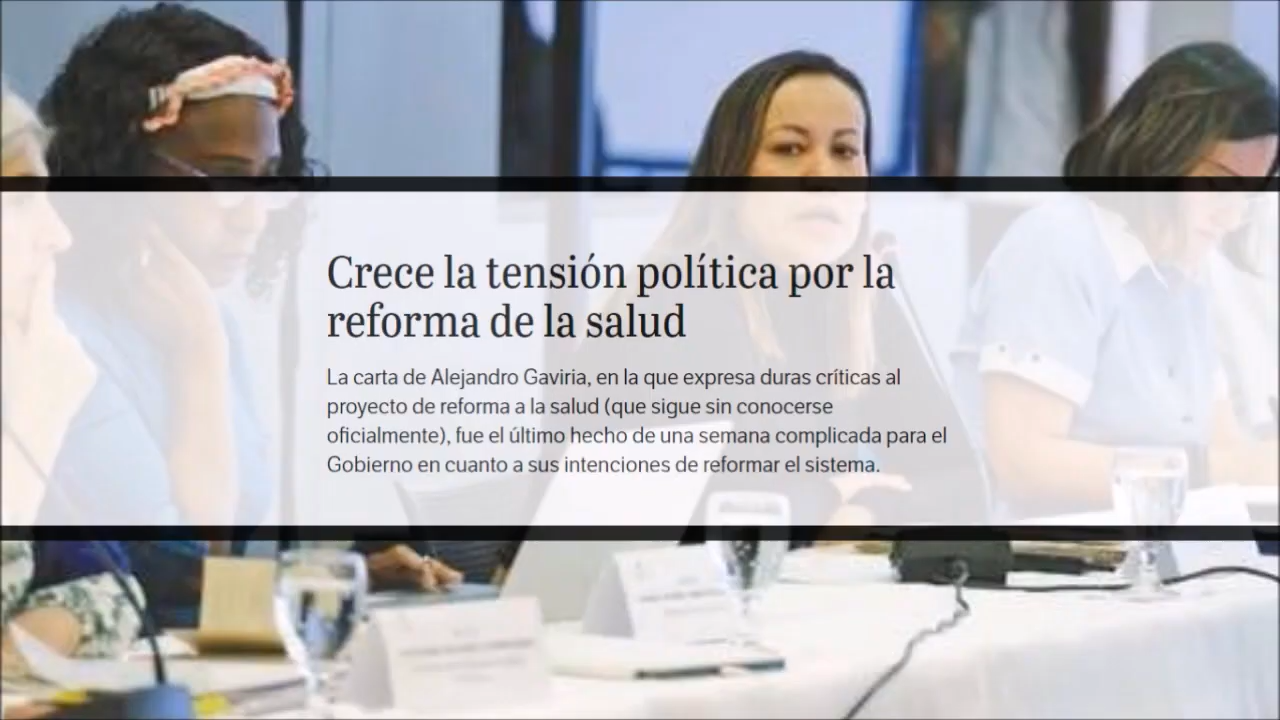 Crece la tensión política por la
reforma de la salud
La carta de Alejandro Gaviria, en la que expresa duras críticas al
proyecto de reforma a la salud (que sigue sin conocerse
oficialmente), fue el último hecho de una semana complicada para el
Gobierno en cuanto a sus intenciones de reformar el sistema.